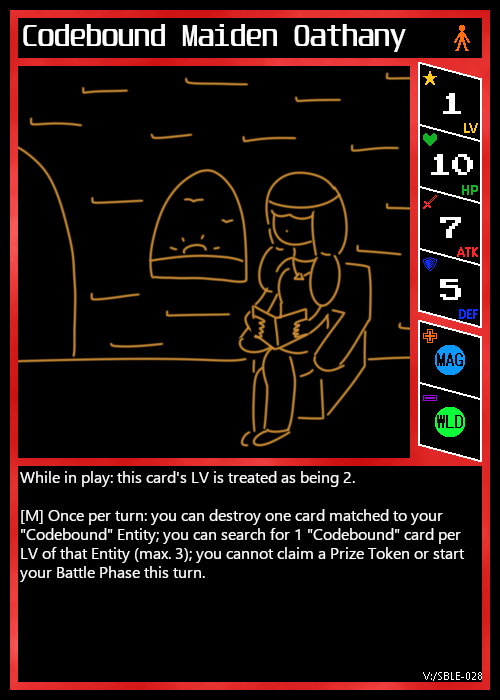 Codebound Maiden Oathany
1
LV
10
HP
7
ATK
5
DEF
MAG
WLD
While in play: this card's LV is treated as being 2.
[M] Once per turn: you can destroy one card matched to your
"Codebound" Entity; you can search for 1 "Codebound" card per
LV of that Entity (max. 3); you cannot claim a Prize Token or start
your Battle Phase this turn.
V:/SBLE-028